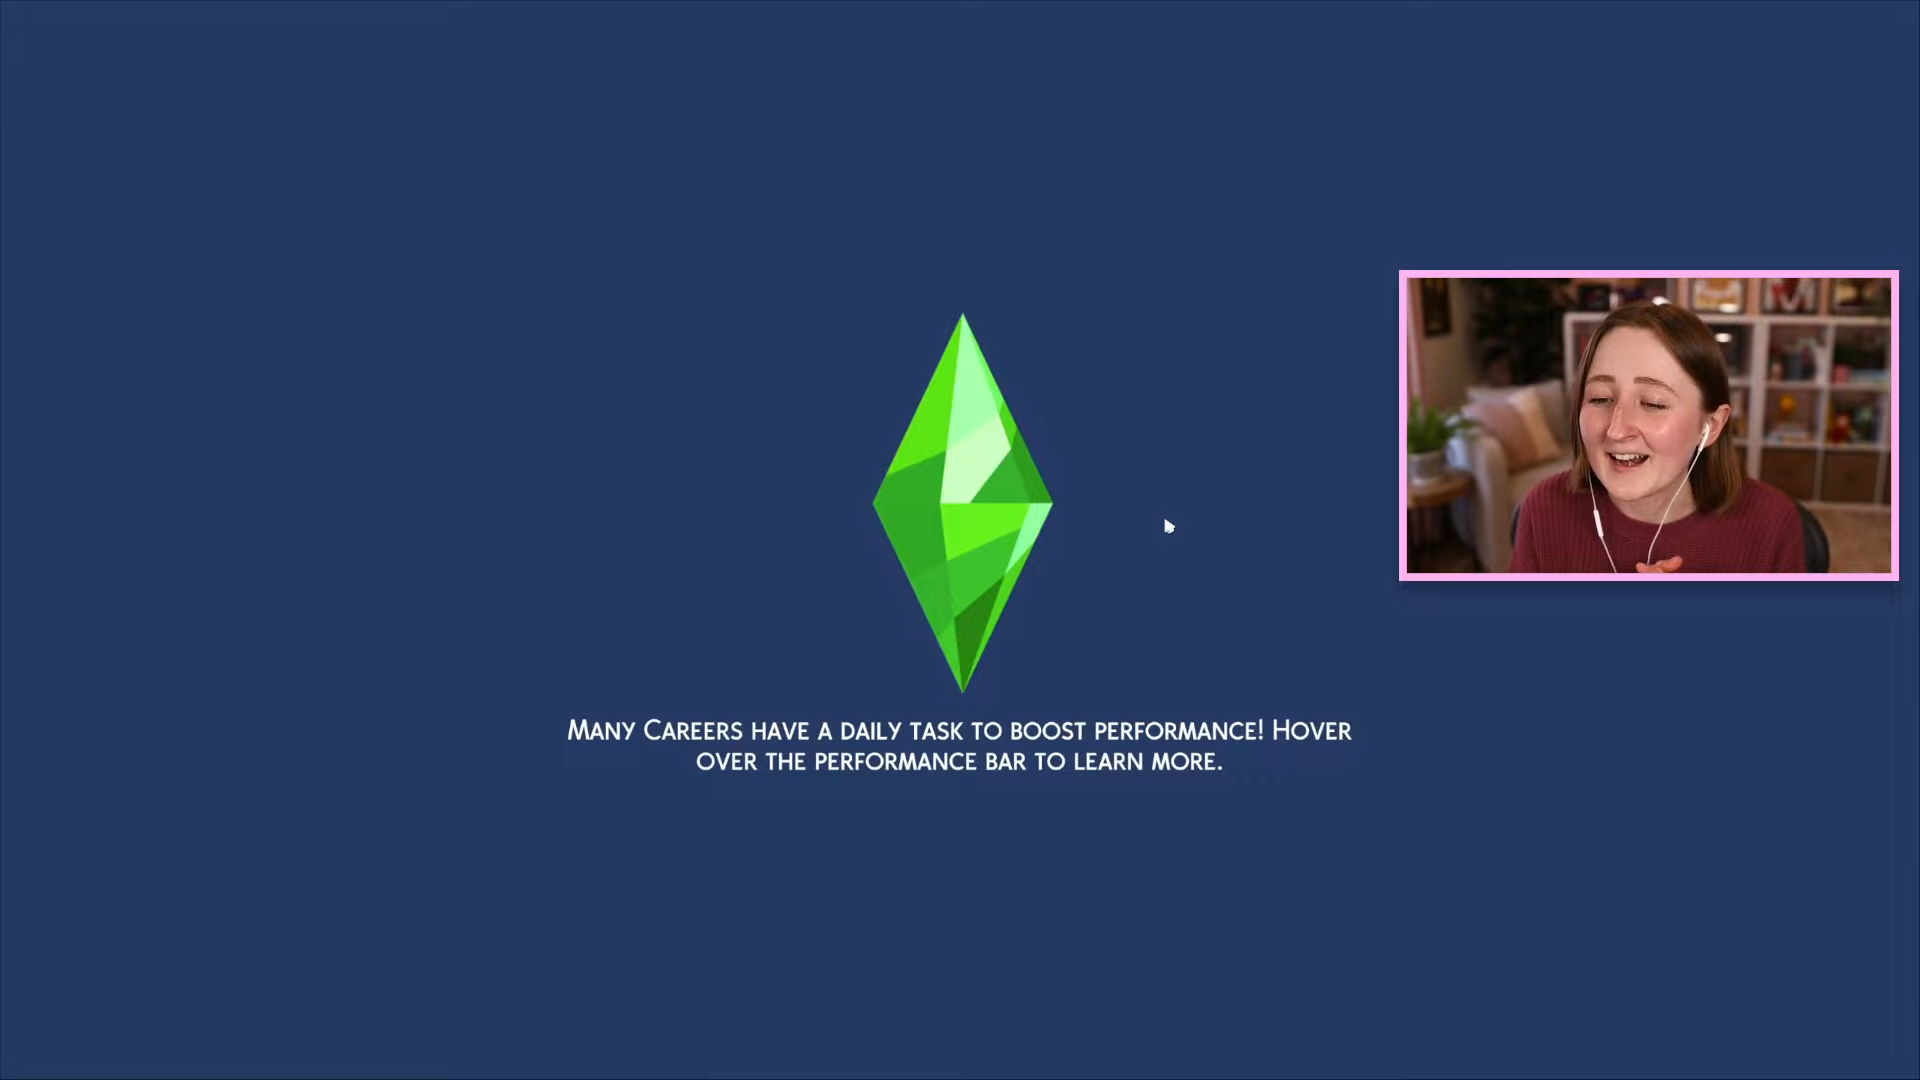 Many Careers have a daily task to boost performance! Hover
over the performance bar to learn more.